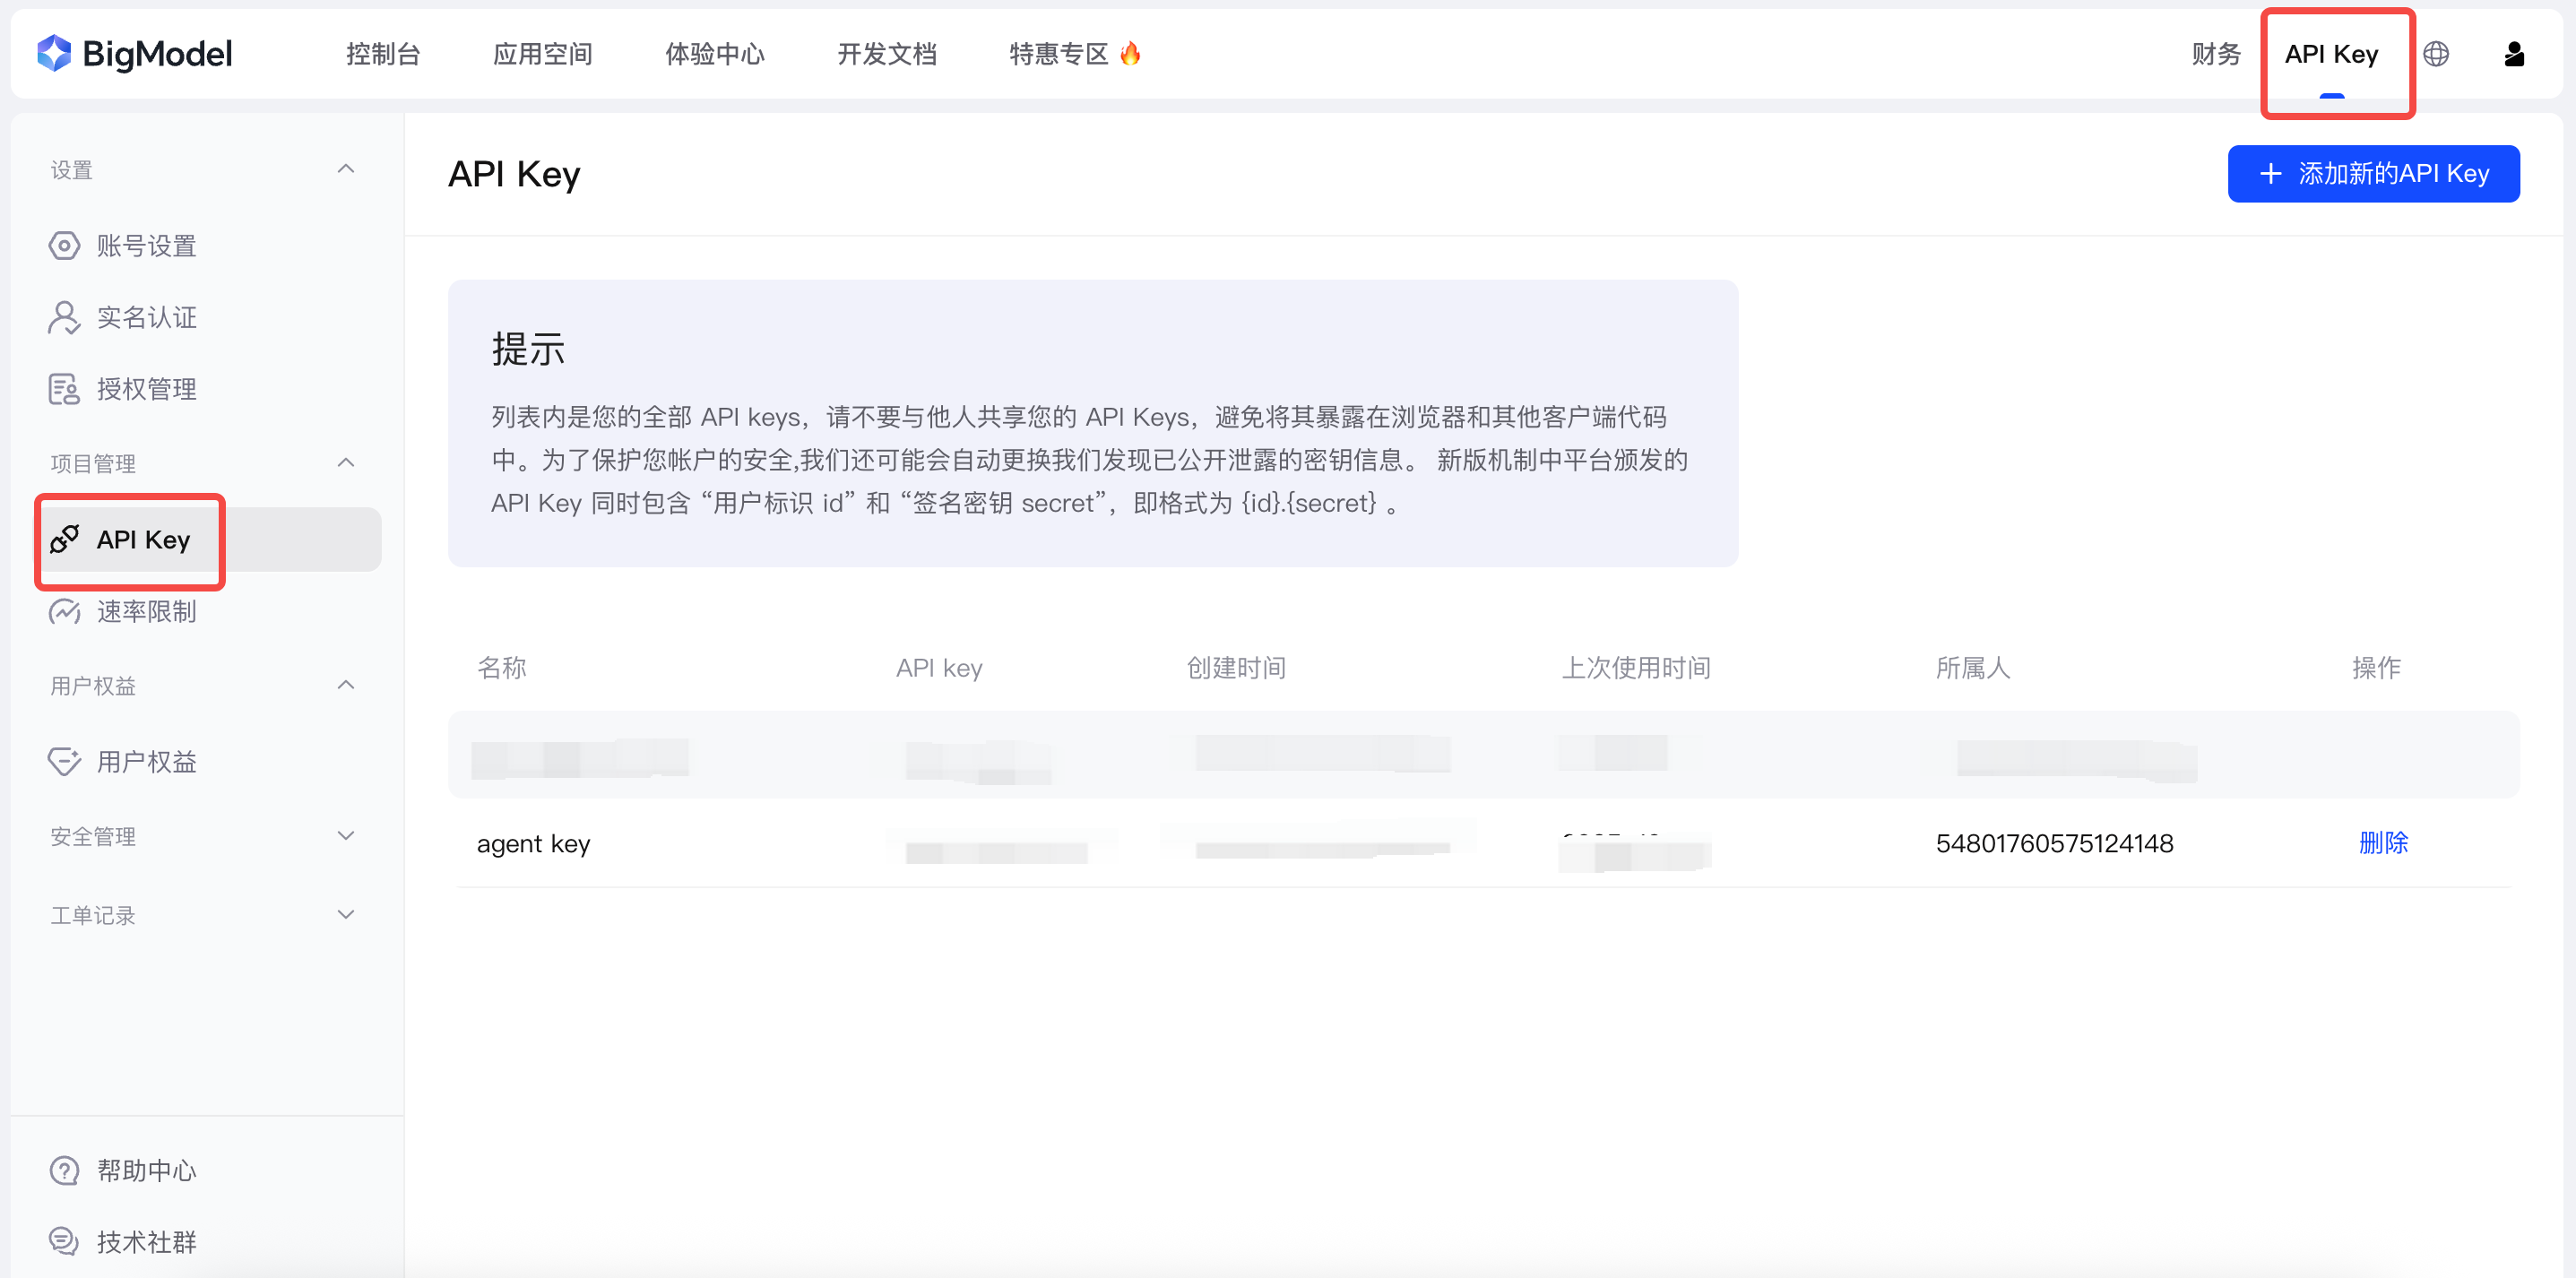 BigModel
控制台
应用空间
体验中心
开发文档
特惠专区
财务
API Key
设置
账号设置
实名认证
授权管理
项目管理
API Key
速率限制
用户权益
用户权益
安全管理
工单记录
帮助中心
技术社群
API Key
添加新的API Key
提示
列表内是您的全部 API keys，请不要与他人共享您的 API Keys，避免将其暴露在浏览器和其他客户端代码
中。为了保护您帐户的安全,我们还可能会自动更换我们发现已公开泄露的密钥信息。 新版机制中平台颁发的
API Key 同时包含 “用户标识 id” 和 “签名密钥 secret”，即格式为 {id}.{secret} 。
名称 API key 创建时间 上次使用时间 所属人 操作
agent key 54801760575124148 删除